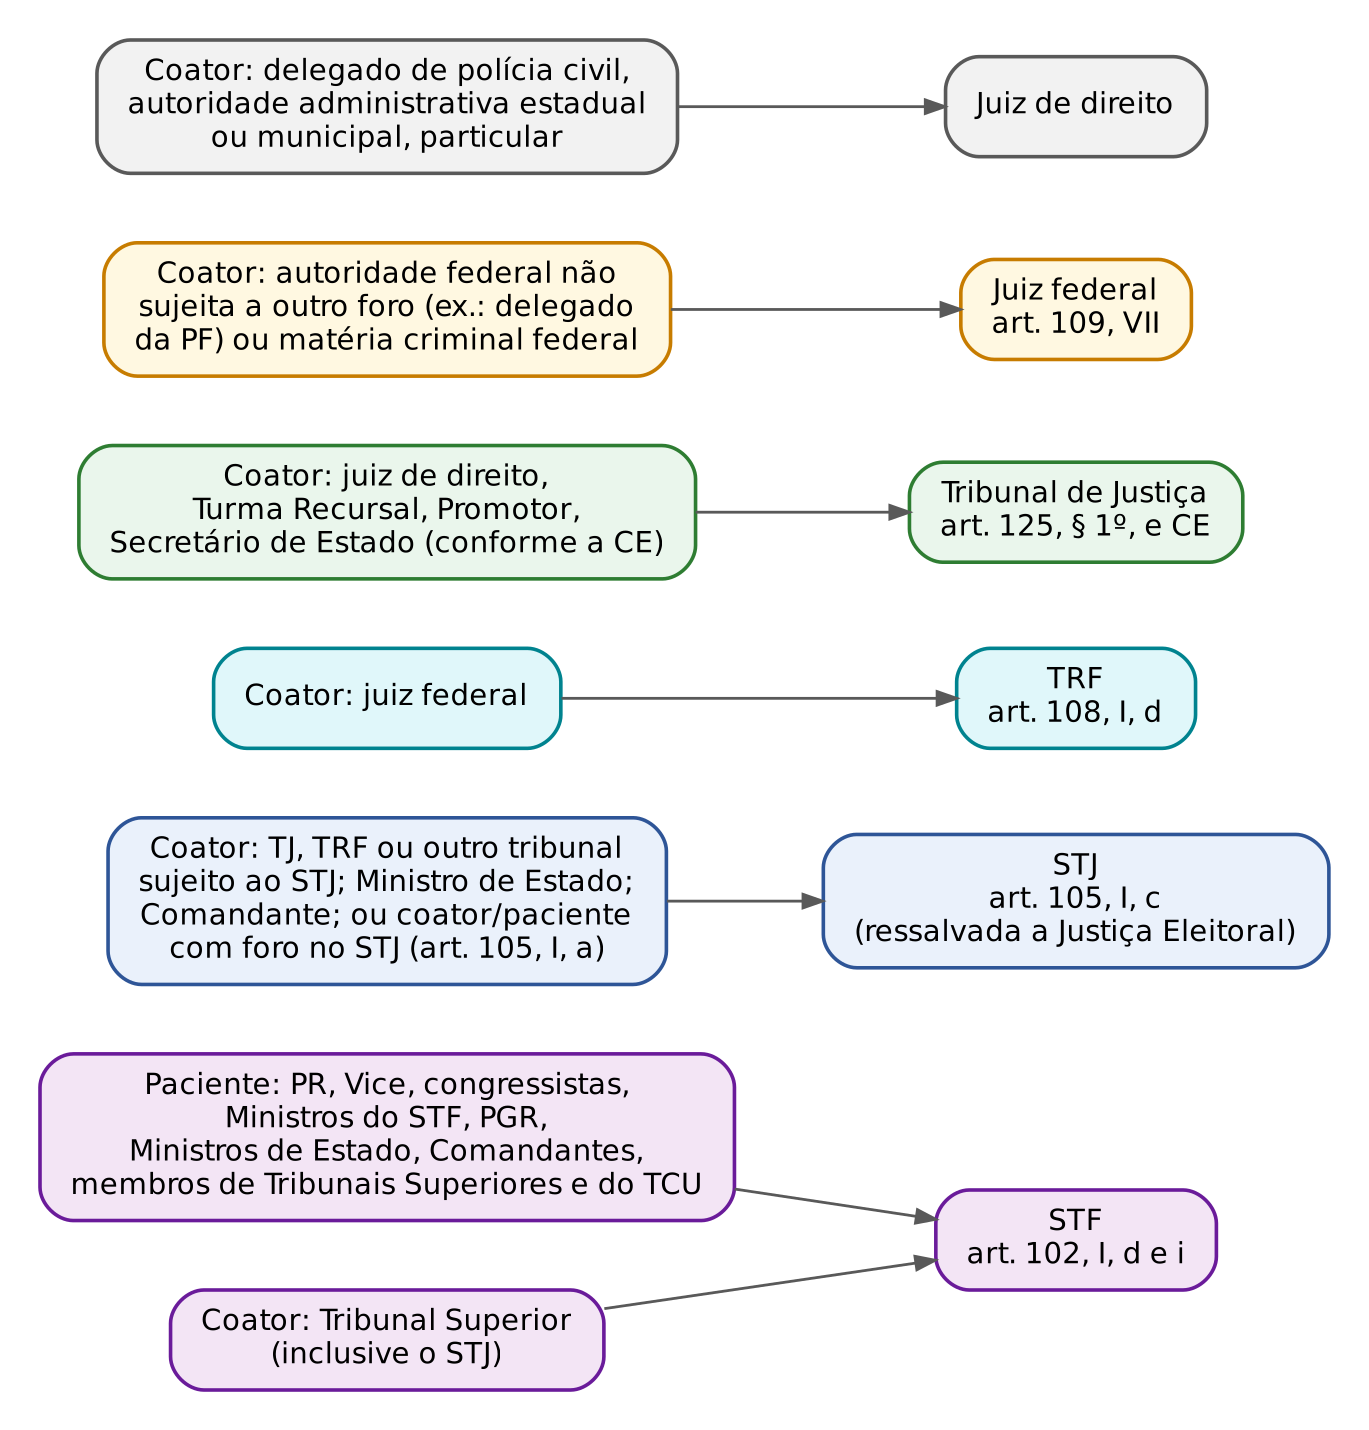 Coator: delegado de polícia civil,
autoridade administrativa estadual
ou municipal, particular
Juiz de direito
Coator: autoridade federal não
sujeita a outro foro (ex.: delegado
da PF) ou matéria criminal federal
Juiz federal
art. 109, VII
Coator: juiz de direito,
Turma Recursal, Promotor,
Secretário de Estado (conforme a CE)
Tribunal de Justiça
art. 125, § 1º, e CE
Coator: juiz federal
TRF
art. 108, I, d
Coator: TJ, TRF ou outro tribunal
sujeito ao STJ; Ministro de Estado;
Comandante; ou coator/paciente
com foro no STJ (art. 105, I, a)
STJ
art. 105, I, c
(ressalvada a Justiça Eleitoral)
Paciente: PR, Vice, congressistas,
Ministros do STF, PGR,
Ministros de Estado, Comandantes,
membros de Tribunais Superiores e do TCU
STF
art. 102, I, d e i
Coator: Tribunal Superior
(inclusive o STJ)